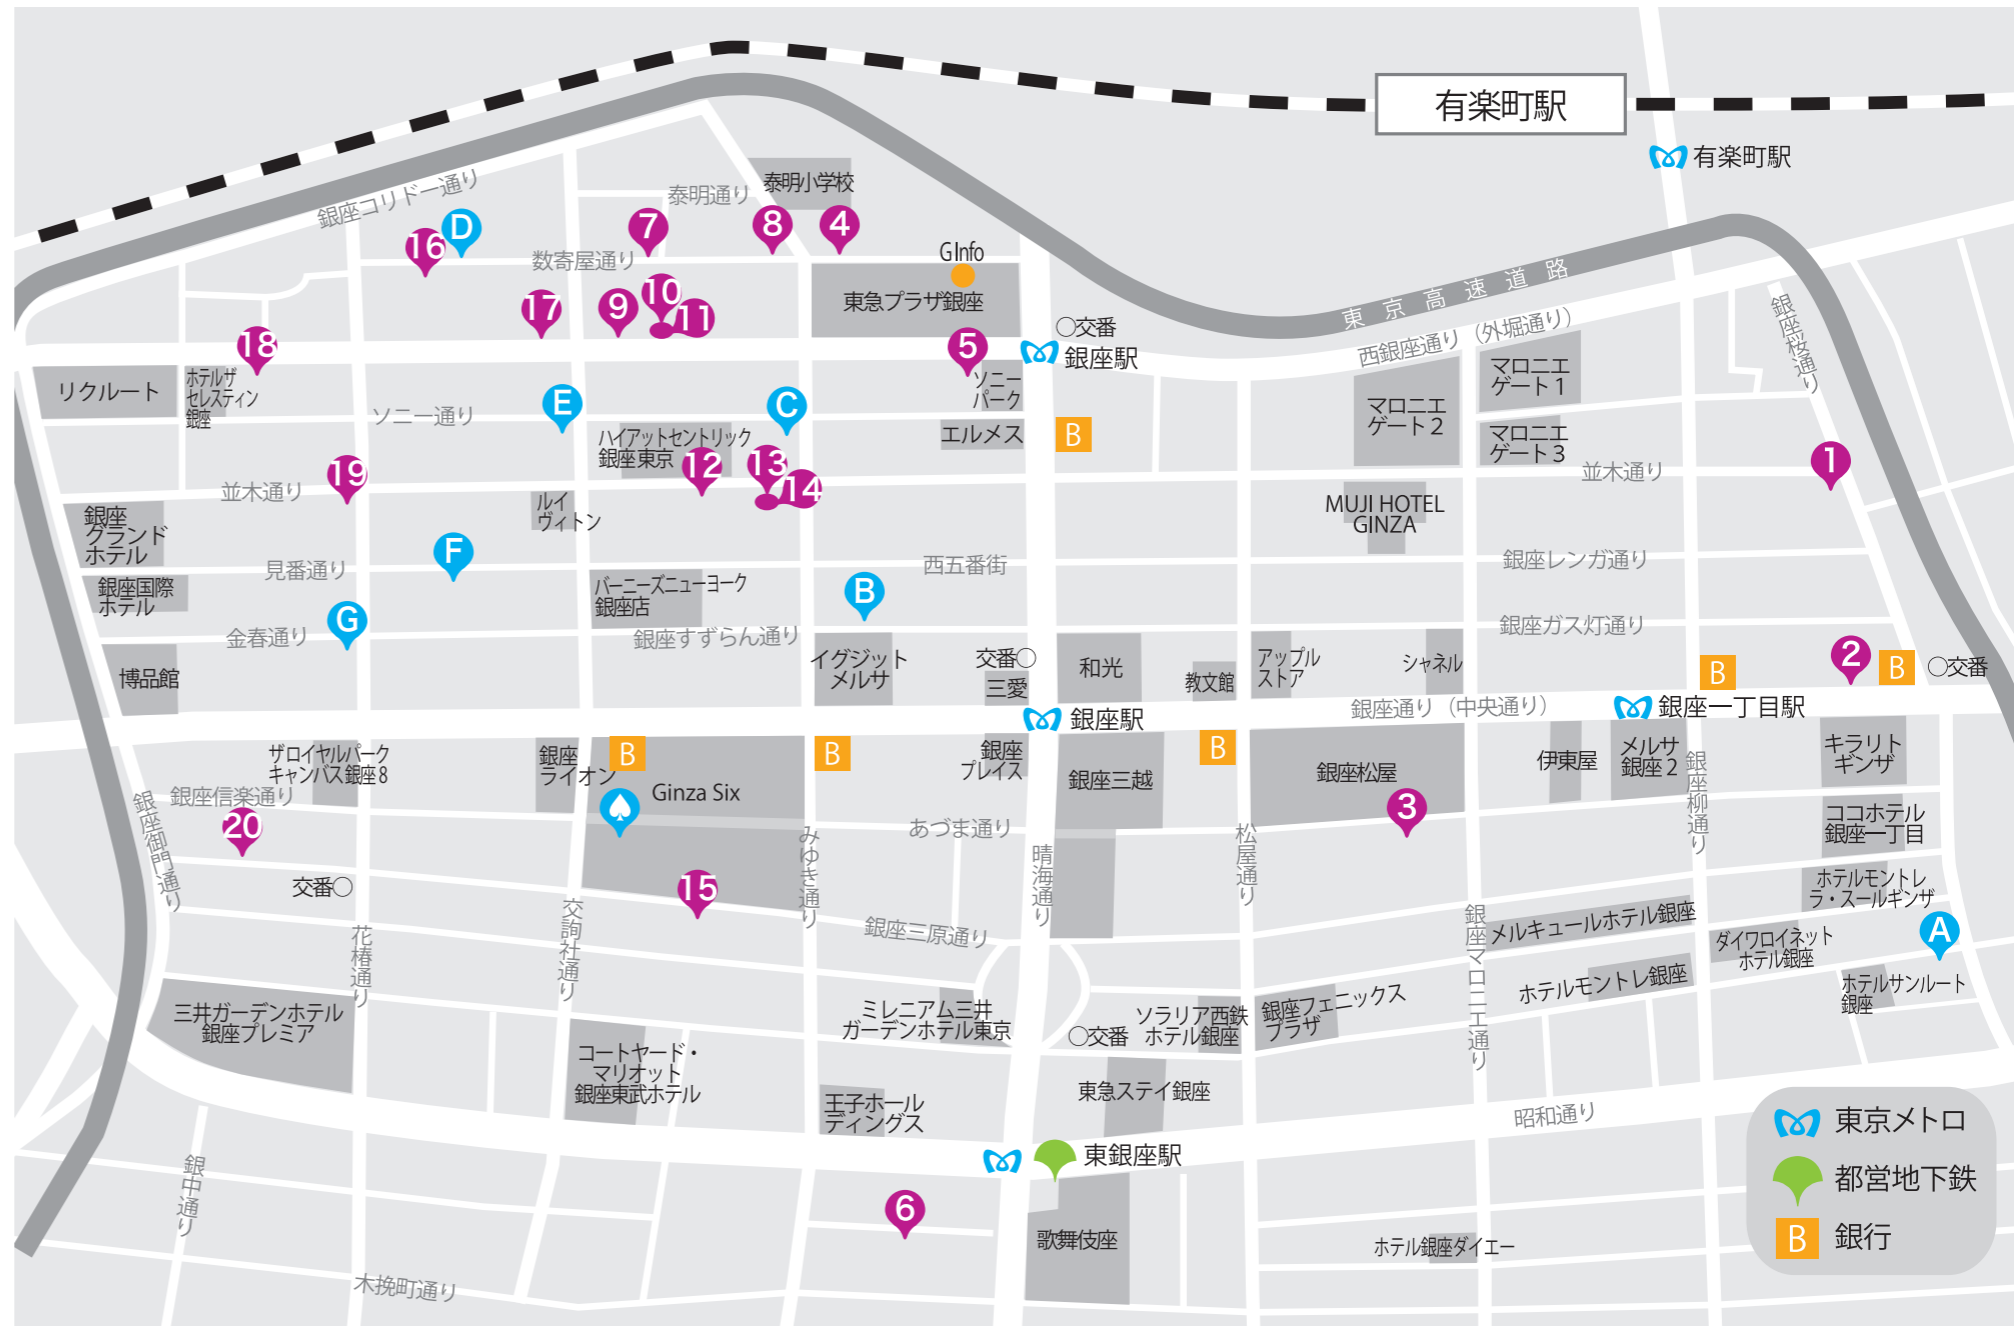 有楽町駅
有楽町駅
泰明小学校
泰明通り
銀座コリドー通り
D
7
8
4
16
数寄屋通り
GInfo
東急プラザ銀座
東京高速道路
銀座桜通り
17
9
10
11
18
5
○交番
銀座駅
西銀座通り（外堀通り）
マロニエ
ゲート1
リクルート
ホテルザ
セレスティン
銀座
ソニー
パーク
マロニエ
ゲート2
ソニー通り
E
C
エルメス
B
マロニエ
ゲート3
ハイアットセントリック
銀座東京
12
13
14
1
19
並木通り
並木通り
銀座
グランド
ホテル
ルイ
ヴィトン
MUJI HOTEL
GINZA
見番通り
F
西五番街
銀座レンガ通り
銀座国際
ホテル
バーニーズニューヨーク
銀座店
B
G
金春通り
銀座すずらん通り
銀座ガス灯通り
博品館
イグジット
メルサ
交番○
三愛
和光
教文館
アップル
ストア
シャネル
B
2
B
○交番
銀座駅
銀座通り（中央通り）
銀座一丁目駅
ザロイヤルパーク
キャンバス銀座8
銀座
ライオン
B
Ginza Six
B
銀座
プレイス
銀座三越
B
銀座松屋
伊東屋
メルサ
銀座2
キラリト
ギンザ
銀座信楽通り
20
銀座御門通り
3
銀座柳通り
あづま通り
みゆき通り
晴海通り
松屋通り
ココホテル
銀座一丁目
交番○
15
ホテルモントレ
ラ・スールギンザ
花椿通り
交詢社通り
銀座三原通り
銀座マロニエ通り
メルキュールホテル銀座
ダイワロイネット
ホテル銀座
A
ホテルモントレ銀座
ホテルサンルート
銀座
三井ガーデンホテル
銀座プレミア
ミレニアム三井
ガーデンホテル東京
○交番
ソラリア西鉄
ホテル銀座
銀座フェニックス
プラザ
コートヤード・
マリオット
銀座東武ホテル
王子ホール
ディングス
東急ステイ銀座
昭和通り
東銀座駅
銀中通り
6
歌舞伎座
ホテル銀座ダイエー
木挽町通り
東京メトロ
都営地下鉄
B
銀行